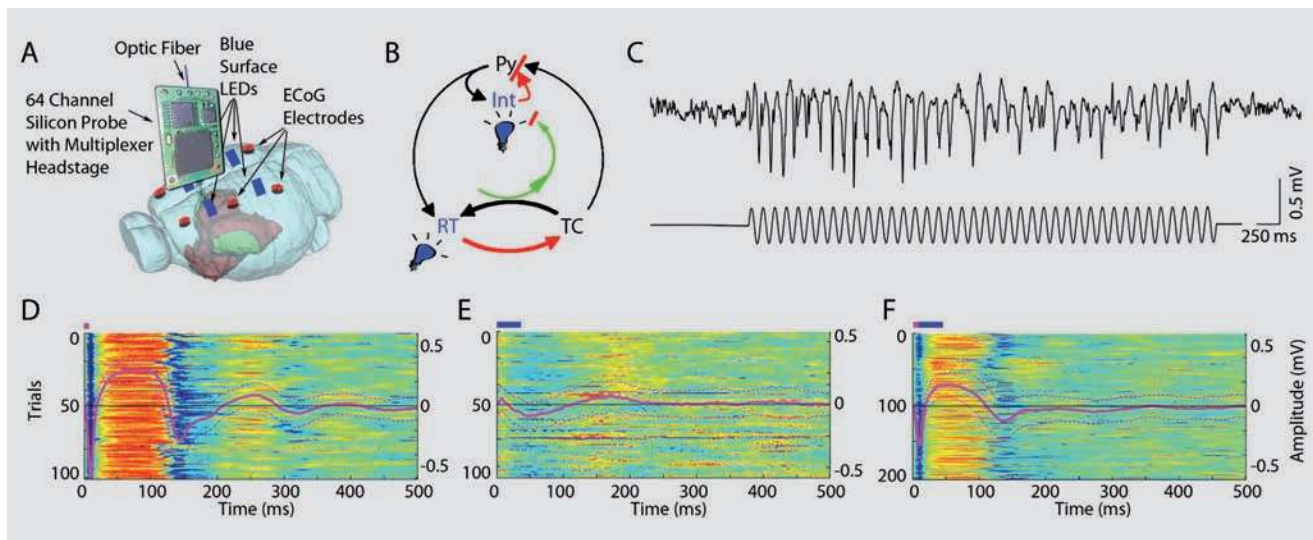 A
Optic Fiber
Blue
Surface
LEDs
64 Channel
Silicon Probe
with Multiplexer
Headstage
ECoG
Electrodes
B
Py
Int
RT
TC
C
0.5 mV
250 ms
D
0
50
100
Trials
0.5
0
-0.5
0 100 200 300 400 500
Time (ms)
E
0
50
100
0.5
0
-0.5
0 100 200 300 400 500
Time (ms)
F
0
100
200
0.5
0
-0.5
Amplitude (mV)
0 100 200 300 400 500
Time (ms)